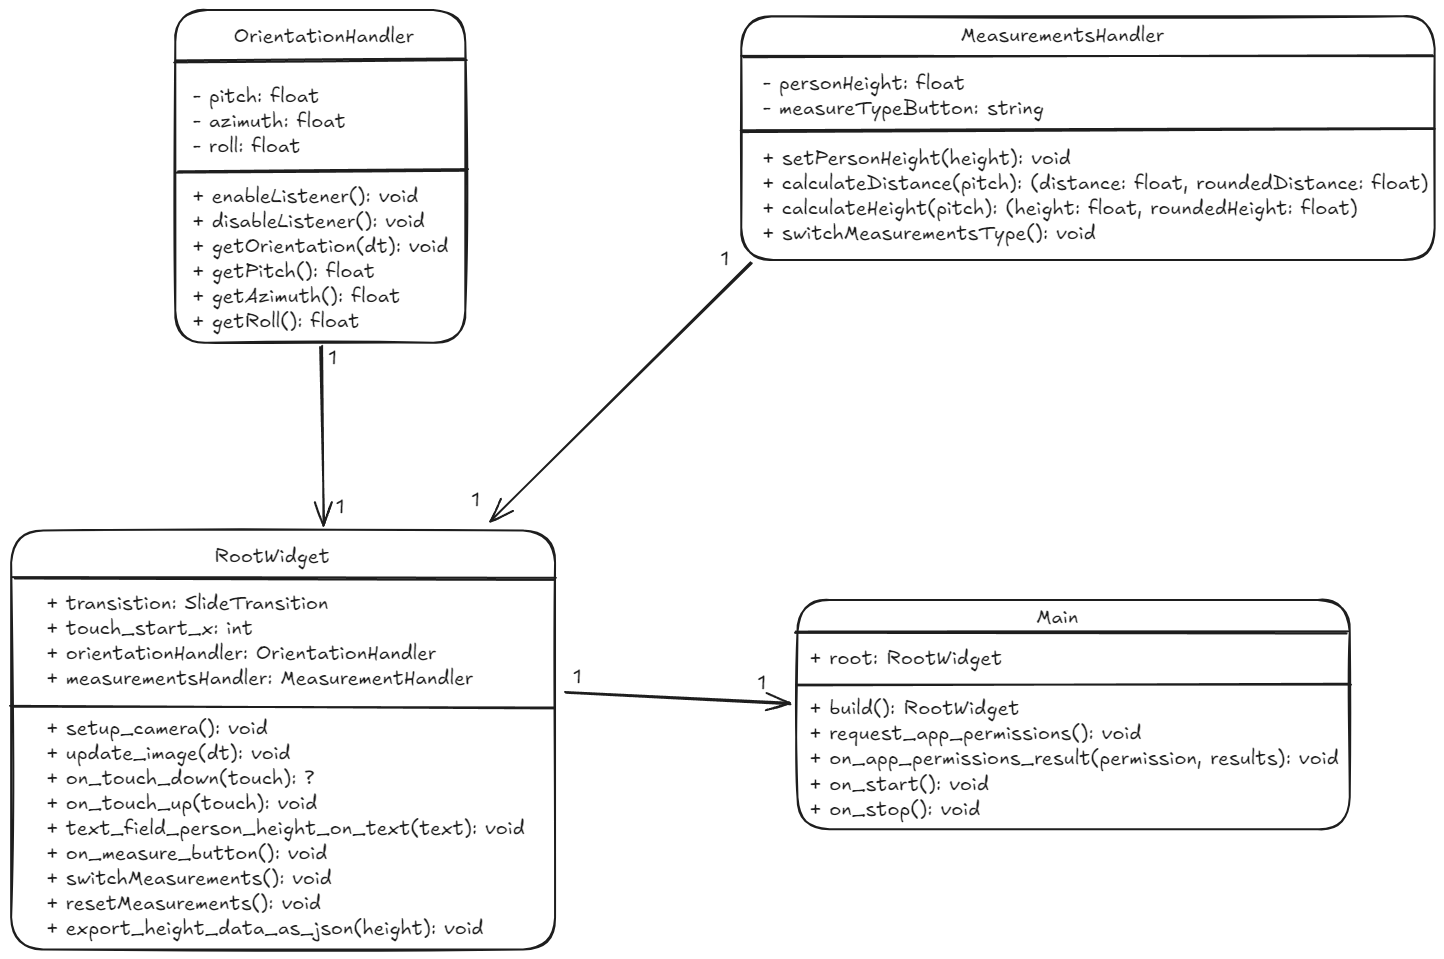 OrientationHandler
- pitch: float
- azimuth: float
- roll: float
+ enableListener(): void
+ disableListener(): void
+ getOrientation(dt): void
+ getPitch(): float
+ getAzimuth(): float
+ getRoll(): float
MeasurementsHandler
- personHeight: float
- measureTypeButton: string
+ setPersonHeight(height): void
+ calculateDistance(pitch): (distance: float, roundedDistance: float)
+ calculateHeight(pitch): (height: float, roundedHeight: float)
+ switchMeasurementsType(): void
1
1
1
1
RootWidget
+ transistion: SlideTransition
+ touch_start_x: int
+ orientationHandler: OrientationHandler
+ measurementsHandler: MeasurementHandler
+ setup_camera(): void
+ update_image(dt): void
+ on_touch_down(touch): ?
+ on_touch_up(touch): void
+ text_field_person_height_on_text(text): void
+ on_measure_button(): void
+ switchMeasurements(): void
+ resetMeasurements(): void
+ export_height_data_as_json(height): void
1
1
Main
+ root: RootWidget
+ build(): RootWidget
+ request_app_permissions(): void
+ on_app_permissions_result(permission, results): void
+ on_start(): void
+ on_stop(): void